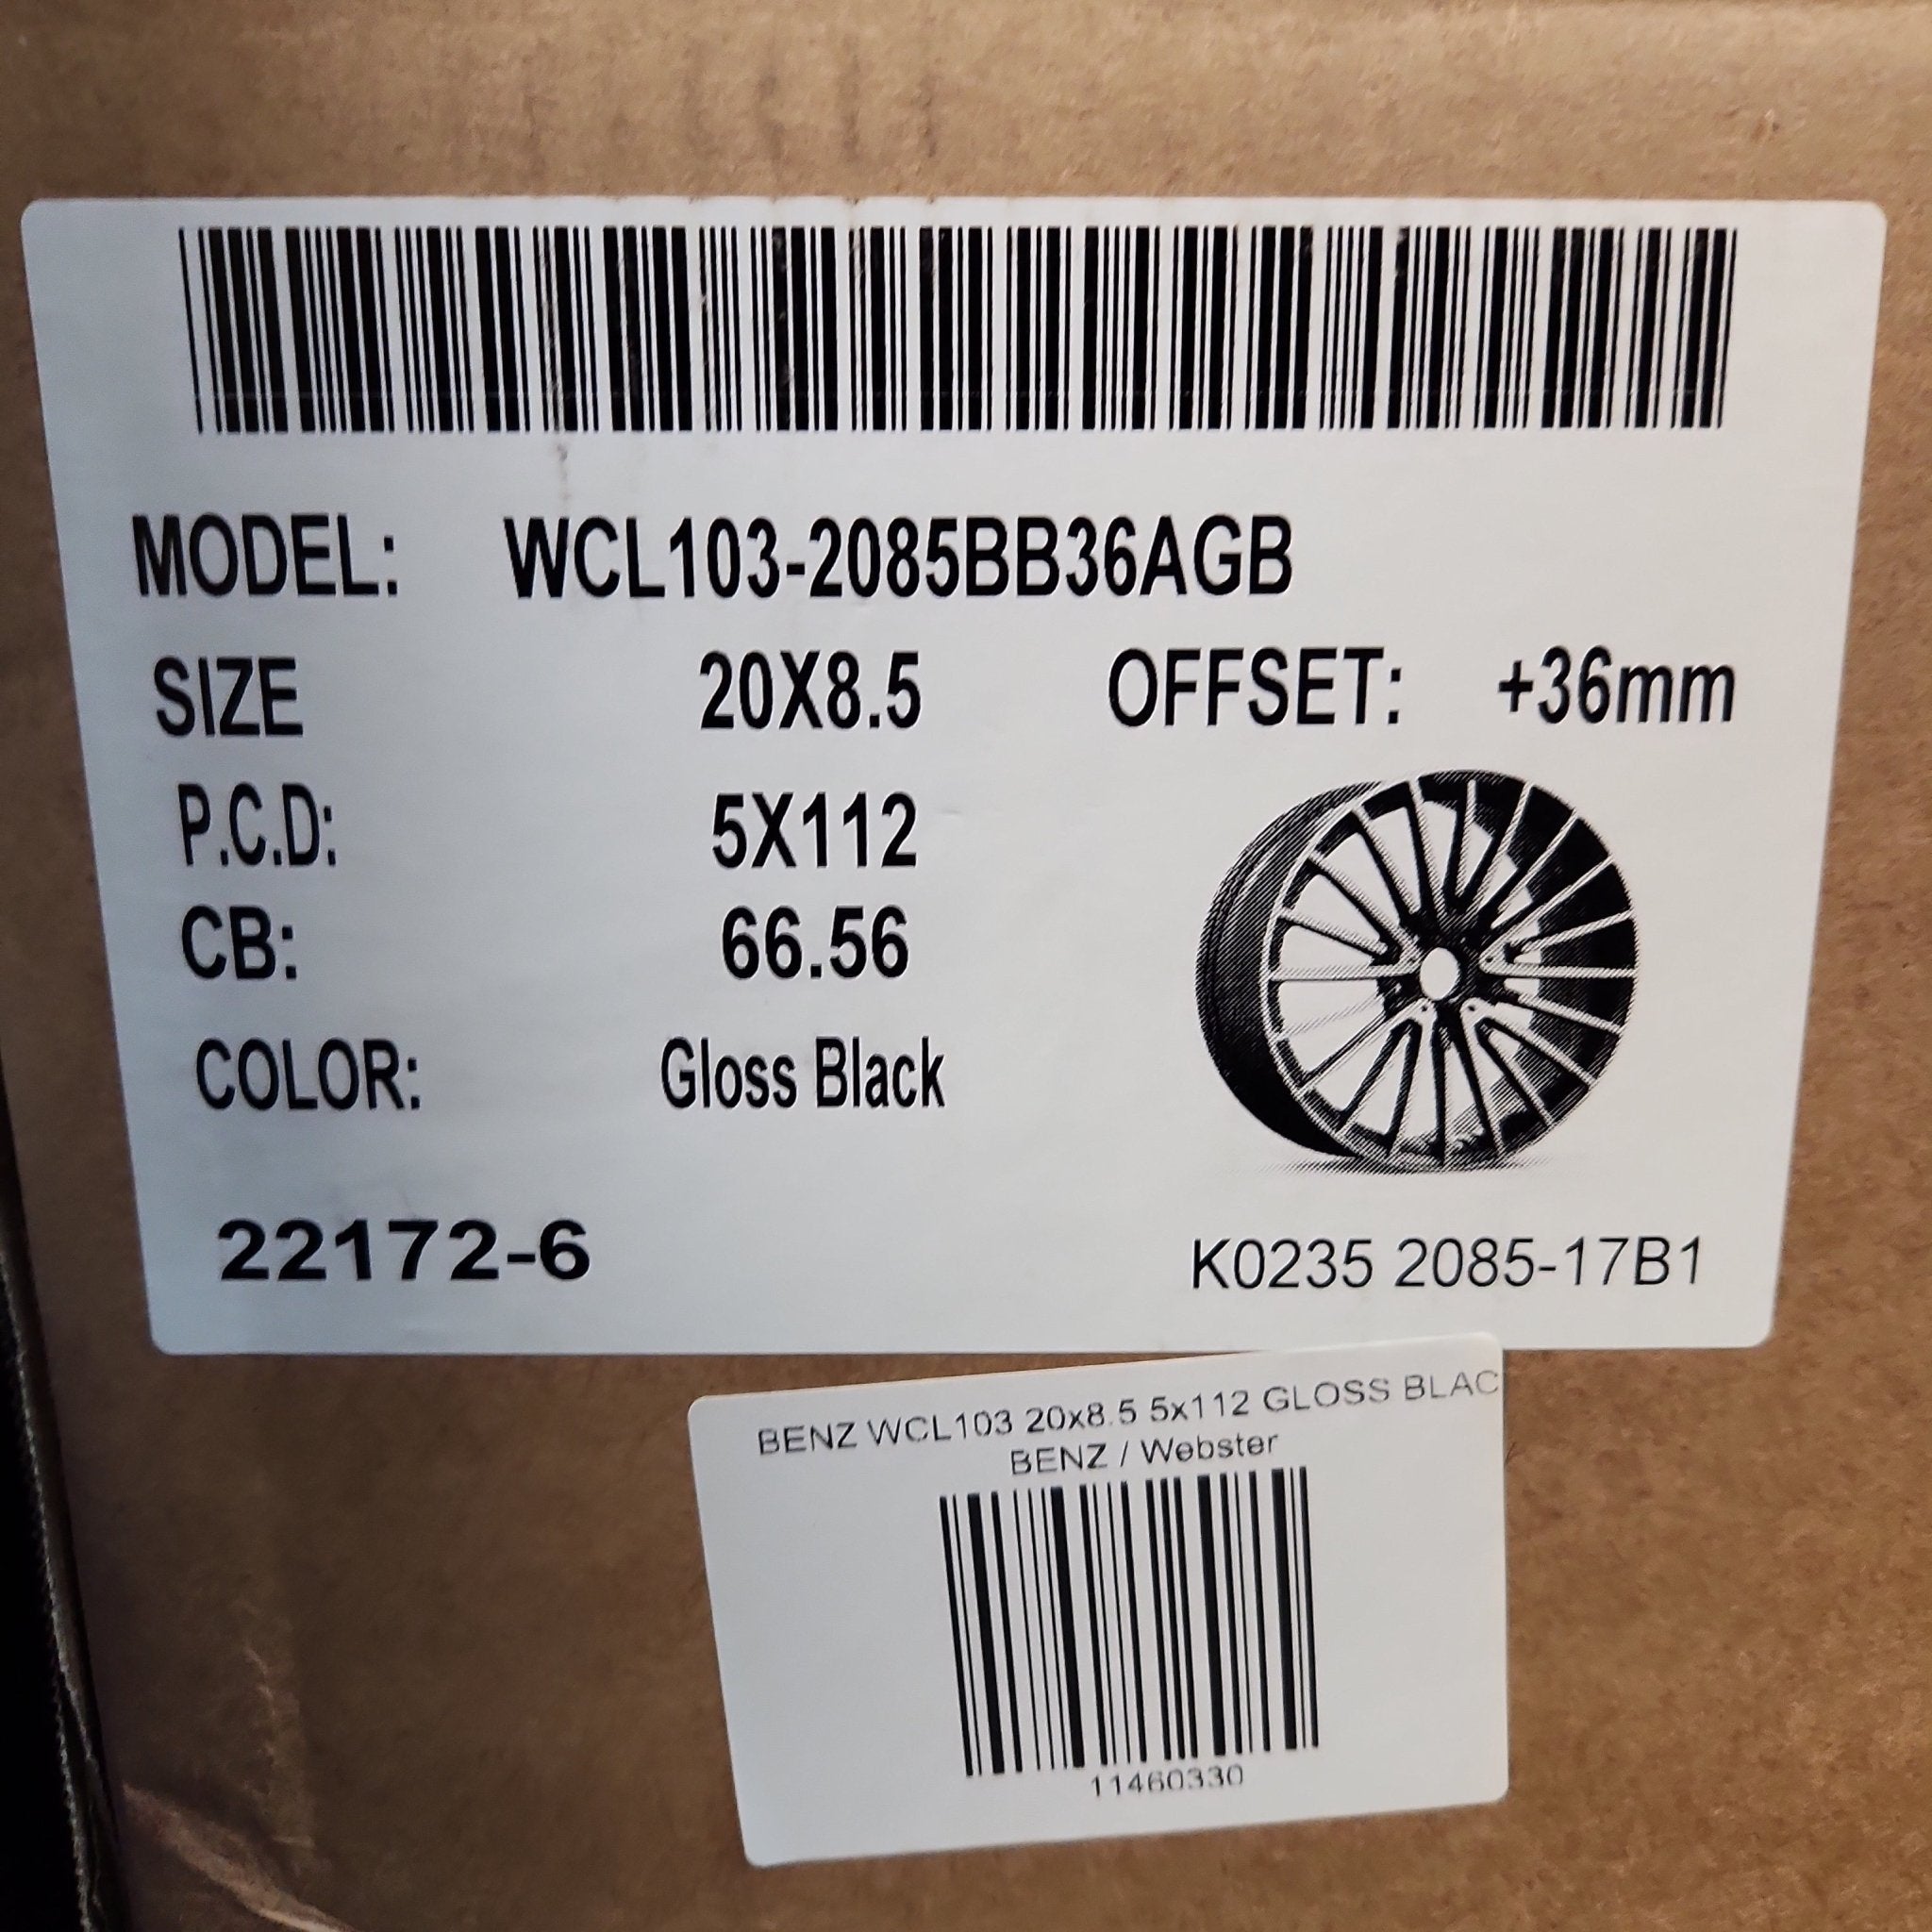 MODEL: WCL103-2085BB36AGB
SIZE 20X8.5 OFFSET: +36mm
P.C.D: 5X112
CB: 66.56
COLOR: Gloss Black
22172-6 K0235 2085-17B1
BENZ WCL103 20x8.5 5x112 GLOSS BLAC
BENZ / Webster
11460330